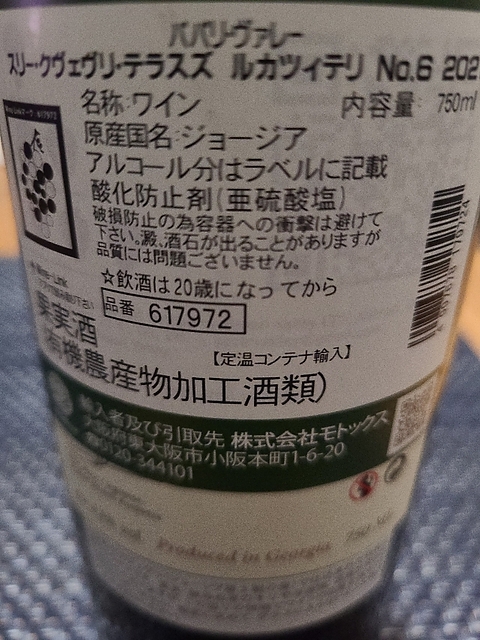 パパリ・ヴァレー
スリー・クヴェヴリ・テラスズ ルカツィテリ No.6 202
名称:ワイン 内容量: 750ml
原産国名:ジョージア
アルコール分はラベルに記載
酸化防止剤(亜硫酸塩)
破損防止の為容器への衝撃は避けて
下さい。澱、酒石が出ることがありますが
品質には問題ございません。
☆飲酒は20歳になってから
品番 617972
果実酒
【定温コンテナ輸入】
有機農産物加工酒類)
輸入者及び引取先 株式会社モトックス
大阪府東大阪市小阪本町1-6-20
☎0120-344101
Produced in Georgia 750 ML